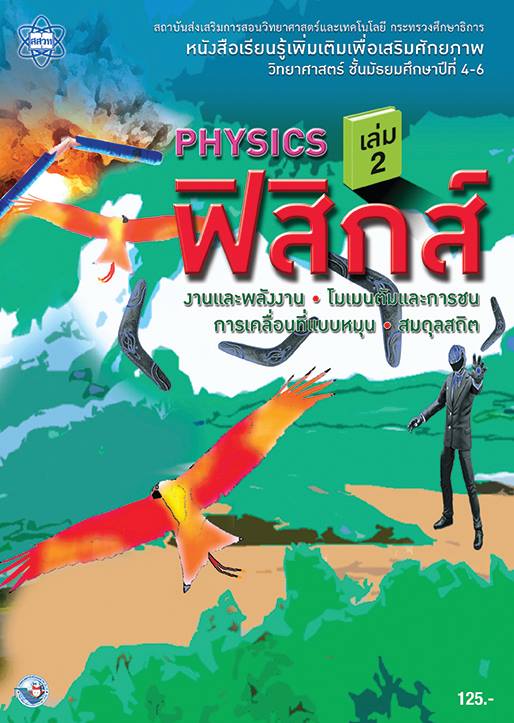 สสวท
สถาบันส่งเสริมการสอนวิทยาศาสตร์และเทคโนโลยี กระทรวงศึกษาธิการ
หนังสือเรียนรู้เพิ่มเติมเพื่อเสริมศักยภาพ
วิทยาศาสตร์ ชั้นมัธยมศึกษาปีที่ 4-6
PHYSICS
เล่ม
2
ฟิสิกส์
งานและพลังงาน • โมเมนตัมและการชน
การเคลื่อนที่แบบหมุน • สมดุลสถิต
125.-